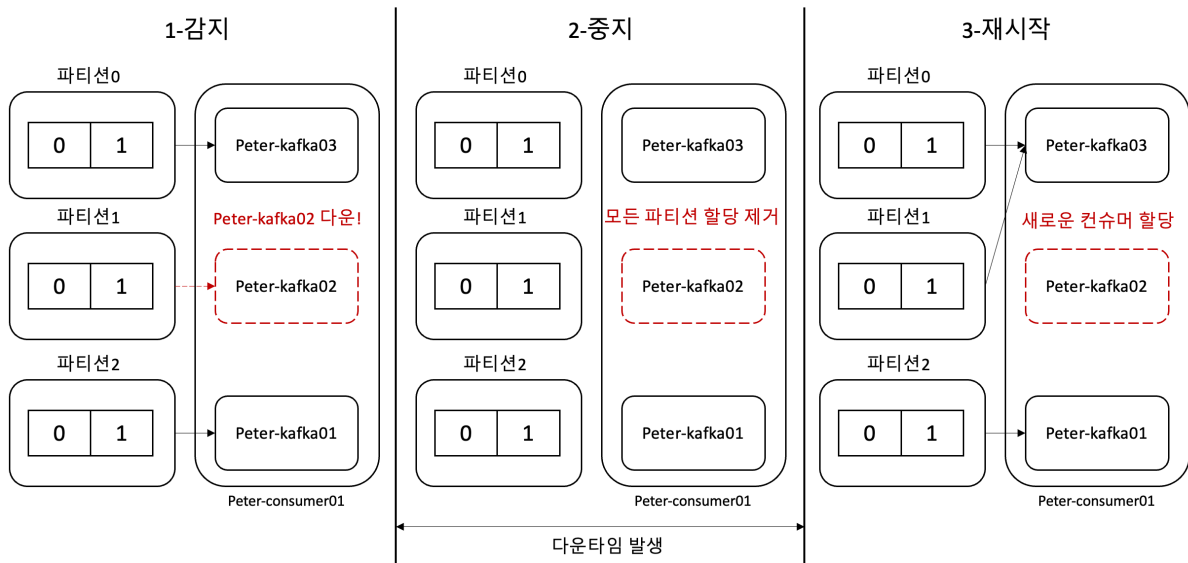 1-감지
파티션0
0 1
Peter-kafka03
Peter-kafka02 다운!
파티션1
0 1
Peter-kafka02
파티션2
0 1
Peter-kafka01
Peter-consumer01
2-중지
파티션0
0 1
Peter-kafka03
모든 파티션 할당 제거
파티션1
0 1
Peter-kafka02
파티션2
0 1
Peter-kafka01
Peter-consumer01
다운타임 발생
3-재시작
파티션0
0 1
Peter-kafka03
새로운 컨슈머 할당
파티션1
0 1
Peter-kafka02
파티션2
0 1
Peter-kafka01
Peter-consumer01